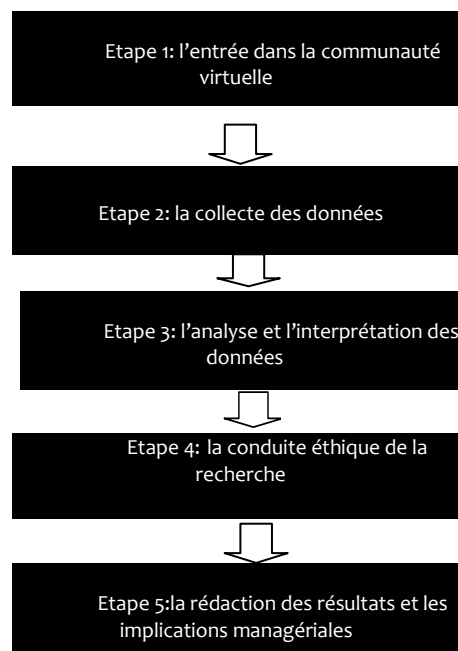 Etape 1: l’entrée dans la communauté
virtuelle
Etape 2: la collecte des données
Etape 3: l’analyse et l’interprétation des
données
Etape 4: la conduite éthique de la
recherche
Etape 5:la rédaction des résultats et les
implications managériales